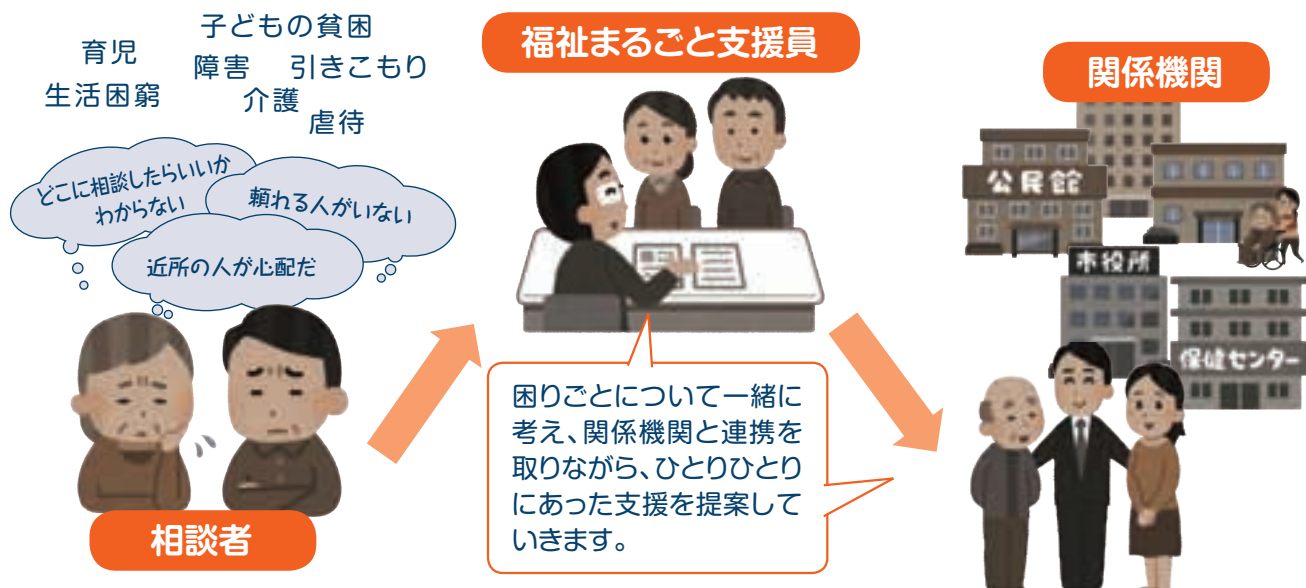 育児
子どもの貧困
障害 引きこもり
生活困窮
介護
虐待
どこに相談したらいいか
わからない
頼れる人がいない
近所の人が心配だ
相談者
福祉まるごと支援員
困りごとについて一緒に
考え、関係機関と連携を
取りながら、ひとりひとり
にあった支援を提案して
いきます。
関係機関
公民館
市役所
保健センター